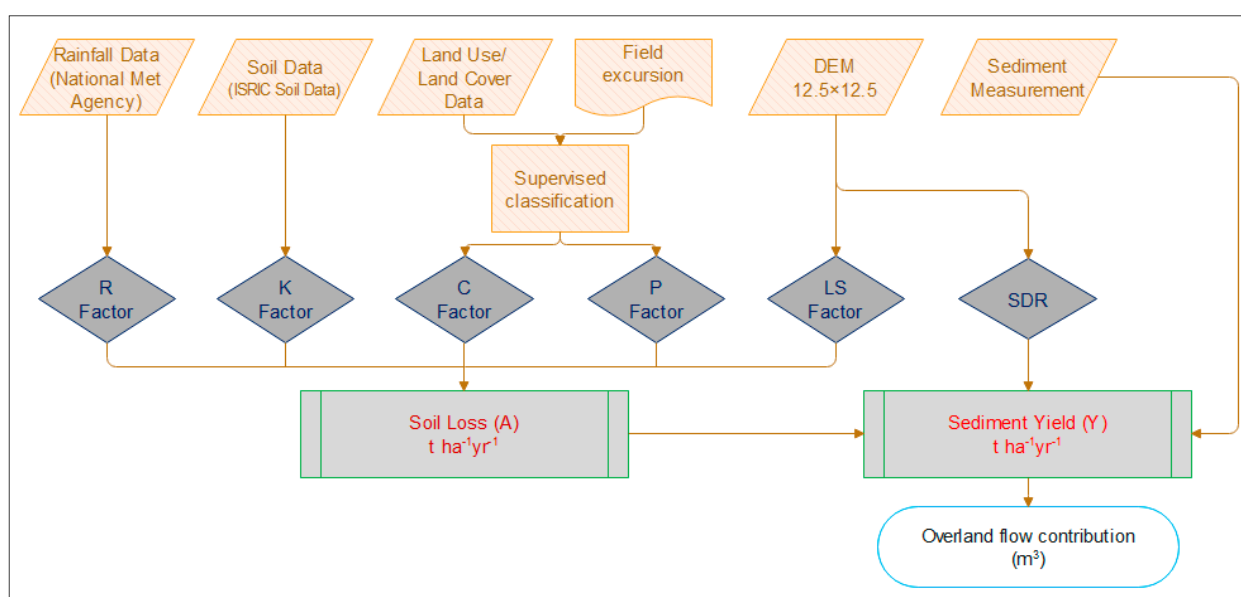 Rainfall Data
(National Met
Agency)
Soil Data
(ISRIC Soil Data)
Land Use/
Land Cover
Data
Field
excursion
DEM
12.5×12.5
Sediment
Measurement
Supervised
classification
R
Factor
K
Factor
C
Factor
P
Factor
LS
Factor
SDR
Soil Loss (A)
t ha⁻¹yr⁻¹
Sediment Yield (Y)
t ha⁻¹yr⁻¹
Overland flow contribution
(m³)